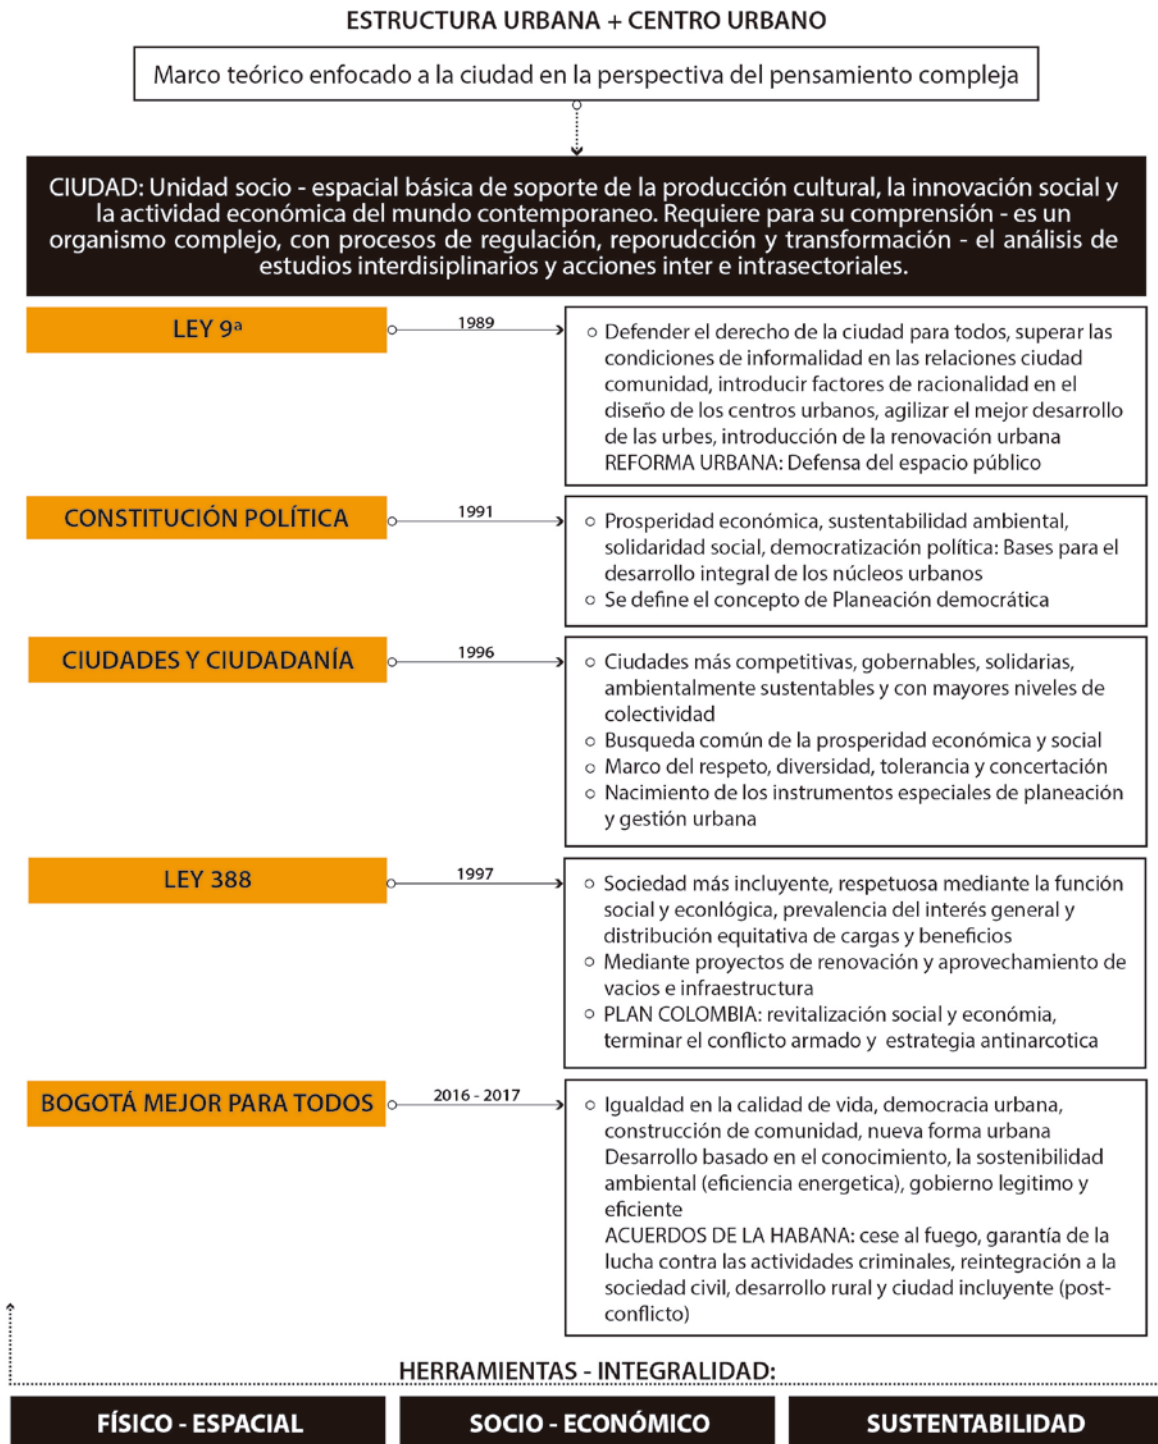 ESTRUCTURA URBANA + CENTRO URBANO
Marco teórico enfocado a la ciudad en la perspectiva del pensamiento compleja
CIUDAD: Unidad socio - espacial básica de soporte de la producción cultural, la innovación social y
la actividad económica del mundo contemporaneo. Requiere para su comprensión - es un
organismo complejo, con procesos de regulación, reporudcción y transformación - el análisis de
estudios interdisiplinarios y acciones inter e intrasectoriales.
LEY 9ª
1989
○ Defender el derecho de la ciudad para todos, superar las
condiciones de informalidad en las relaciones ciudad
comunidad, introducir factores de racionalidad en el
diseño de los centros urbanos, agilizar el mejor desarrollo
de las urbes, introducción de la renovación urbana
REFORMA URBANA: Defensa del espacio público
CONSTITUCIÓN POLÍTICA
1991
○ Prosperidad económica, sustentabilidad ambiental,
solidaridad social, democratización política: Bases para el
desarrollo integral de los núcleos urbanos
○ Se define el concepto de Planeación democrática
CIUDADES Y CIUDADANÍA
1996
○ Ciudades más competitivas, gobernables, solidarias,
ambientalmente sustentables y con mayores niveles de
colectividad
○ Busqueda común de la prosperidad económica y social
○ Marco del respeto, diversidad, tolerancia y concertación
○ Nacimiento de los instrumentos especiales de planeación
y gestión urbana
LEY 388
1997
○ Sociedad más incluyente, respetuosa mediante la función
social y econlógica, prevalencia del interés general y
distribución equitativa de cargas y beneficios
○ Mediante proyectos de renovación y aprovechamiento de
vacios e infraestructura
○ PLAN COLOMBIA: revitalización social y económia,
terminar el conflicto armado y estrategia antinarcotica
BOGOTÁ MEJOR PARA TODOS
2016 - 2017
○ Igualdad en la calidad de vida, democracia urbana,
construcción de comunidad, nueva forma urbana
Desarrollo basado en el conocimiento, la sostenibilidad
ambiental (eficiencia energetica), gobierno legitimo y
eficiente
ACUERDOS DE LA HABANA: cese al fuego, garantía de la
lucha contra las actividades criminales, reintegración a la
sociedad civil, desarrollo rural y ciudad incluyente (post-
conflicto)
HERRAMIENTAS - INTEGRALIDAD:
FÍSICO - ESPACIAL
SOCIO - ECONÓMICO
SUSTENTABILIDAD